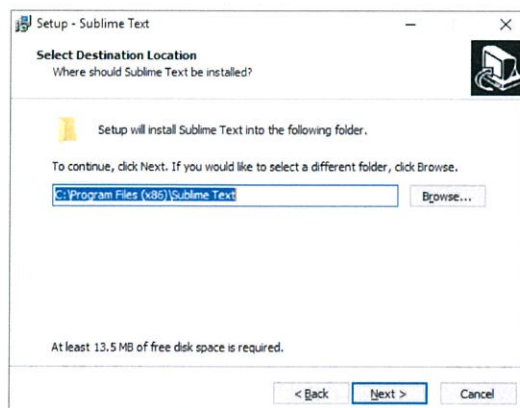 Setup - Sublime Text
Select Destination Location
Where should Sublime Text be installed?
Setup will install Sublime Text into the following folder.
To continue, click Next. If you would like to select a different folder, click Browse.
C:\Program Files (x86)\Sublime Text
Browse...
At least 13.5 MB of free disk space is required.
< Back
Next >
Cancel